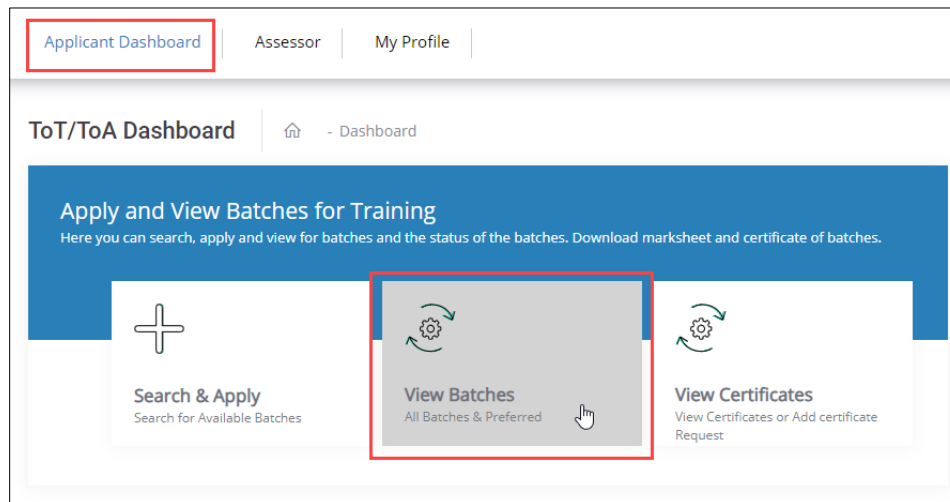 Applicant Dashboard
Assessor
My Profile
ToT/ToA Dashboard
- Dashboard
Apply and View Batches for Training
Here you can search, apply and view for batches and the status of the batches. Download marksheet and certificate of batches.
Search & Apply
Search for Available Batches
View Batches
All Batches & Preferred
View Certificates
View Certificates or Add certificate
Request